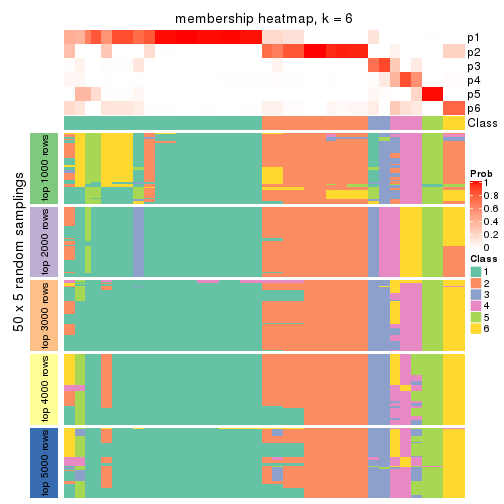 membership heatmap, k = 6
p1
p2
p3
p4
p5
p6
Class
50 x 5 random samplings
top 1000 rows
top 2000 rows
top 3000 rows
top 4000 rows
top 5000 rows
Prob
1
0.8
0.6
0.4
0.2
0
Class
1
2
3
4
5
6